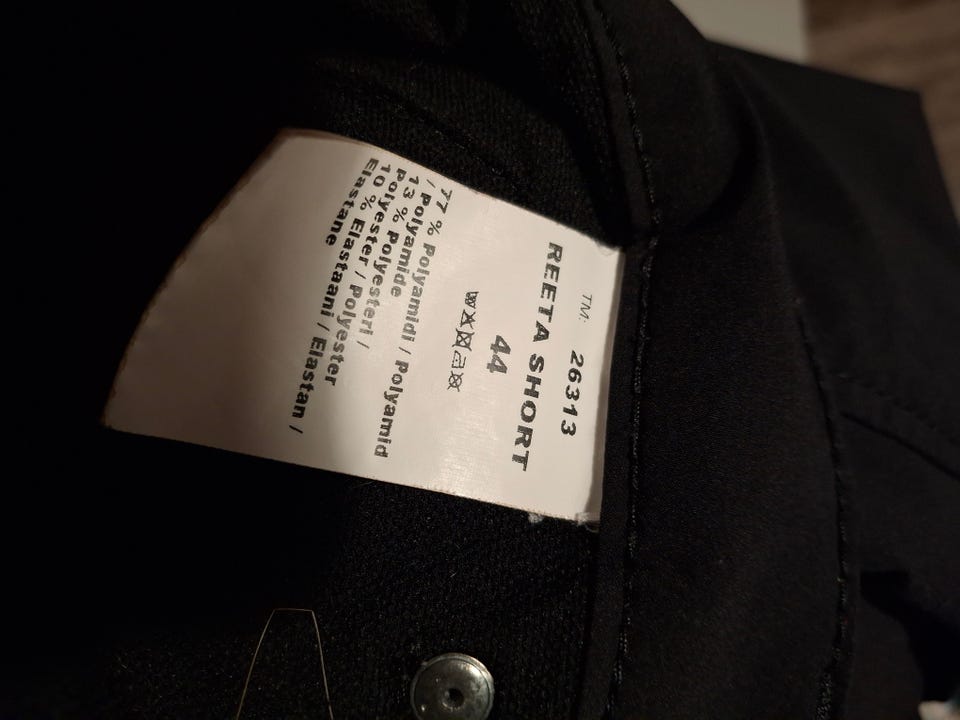 TM: 26313
REETA SHORT
44
77 % Polyamidi / Polyamid
/ Polyamide
13 % Polyesteri /
Polyester / Polyester
10 % Elastaani / Elastan /
Elastane